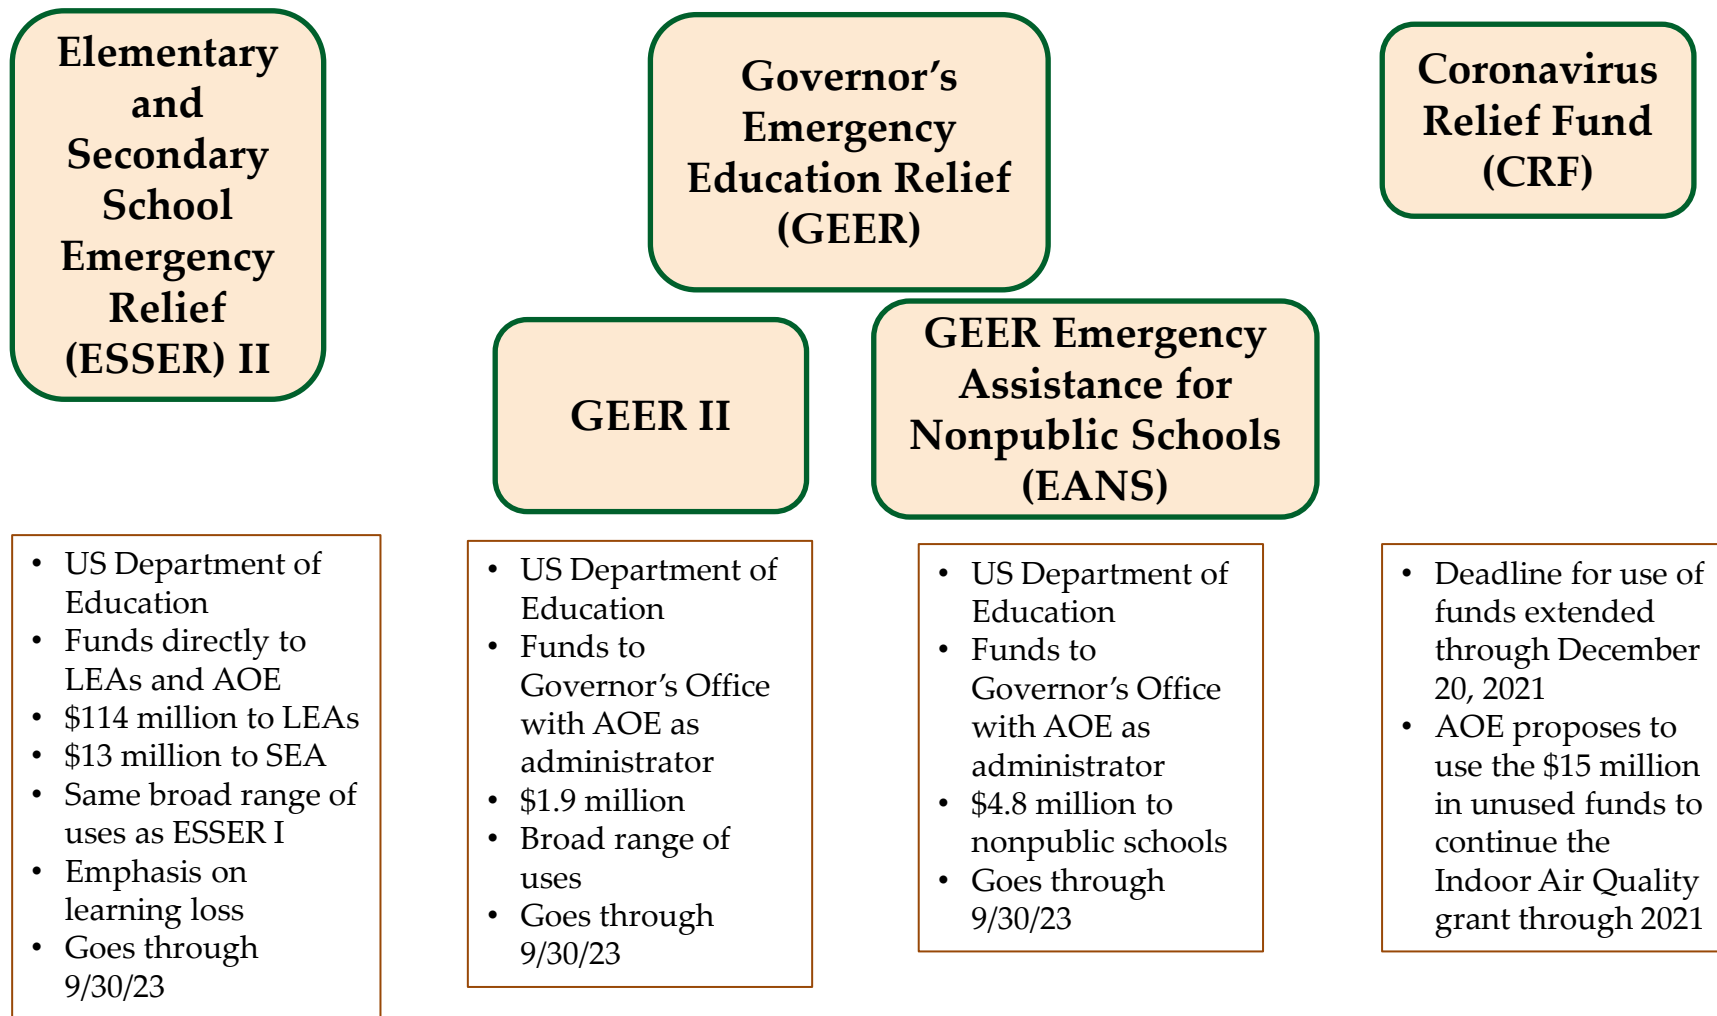 Elementary
and
Secondary
School
Emergency
Relief
(ESSER) II
Governor’s
Emergency
Education Relief
(GEER)
Coronavirus
Relief Fund
(CRF)
GEER II
GEER Emergency
Assistance for
Nonpublic Schools
(EANS)
• US Department of
Education
• Funds directly to
LEAs and AOE
• $114 million to LEAs
• $13 million to SEA
• Same broad range of
uses as ESSER I
• Emphasis on
learning loss
• Goes through
9/30/23
• US Department of
Education
• Funds to
Governor’s Office
with AOE as
administrator
• $1.9 million
• Broad range of
uses
• Goes through
9/30/23
• US Department of
Education
• Funds to
Governor’s Office
with AOE as
administrator
• $4.8 million to
nonpublic schools
• Goes through
9/30/23
• Deadline for use of
funds extended
through December
20, 2021
• AOE proposes to
use the $15 million
in unused funds to
continue the
Indoor Air Quality
grant through 2021